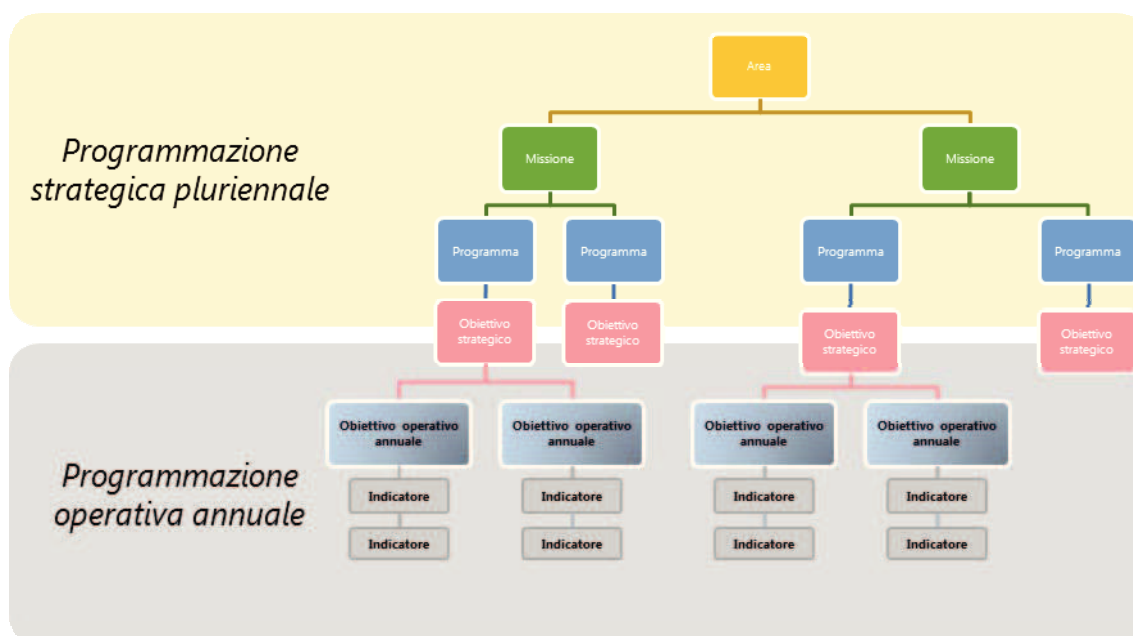 Area
Programmazione
strategica pluriennale
Missione
Missione
Programma
Programma
Programma
Programma
Obiettivo
strategico
Obiettivo
strategico
Obiettivo
strategico
Obiettivo
strategico
Programmazione
operativa annuale
Obiettivo operativo
annuale
Obiettivo operativo
annuale
Obiettivo operativo
annuale
Obiettivo operativo
annuale
Indicatore
Indicatore
Indicatore
Indicatore
Indicatore
Indicatore
Indicatore
Indicatore